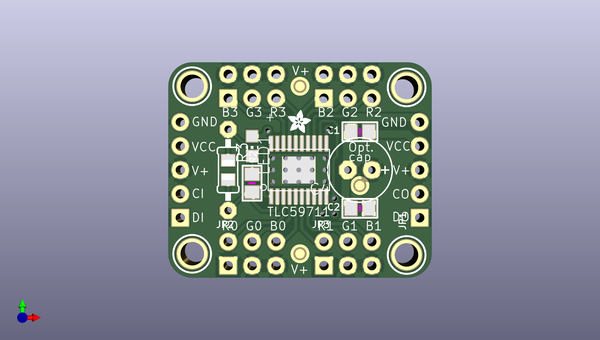 V+
B3 G3 R3 B2 G2 R2
GND GND
VCC VCC
Opt.
cap
V+ V+
+
CI CO
DI
C1
C2
TLC59711
G0 B0 R1 G1 B1
V+